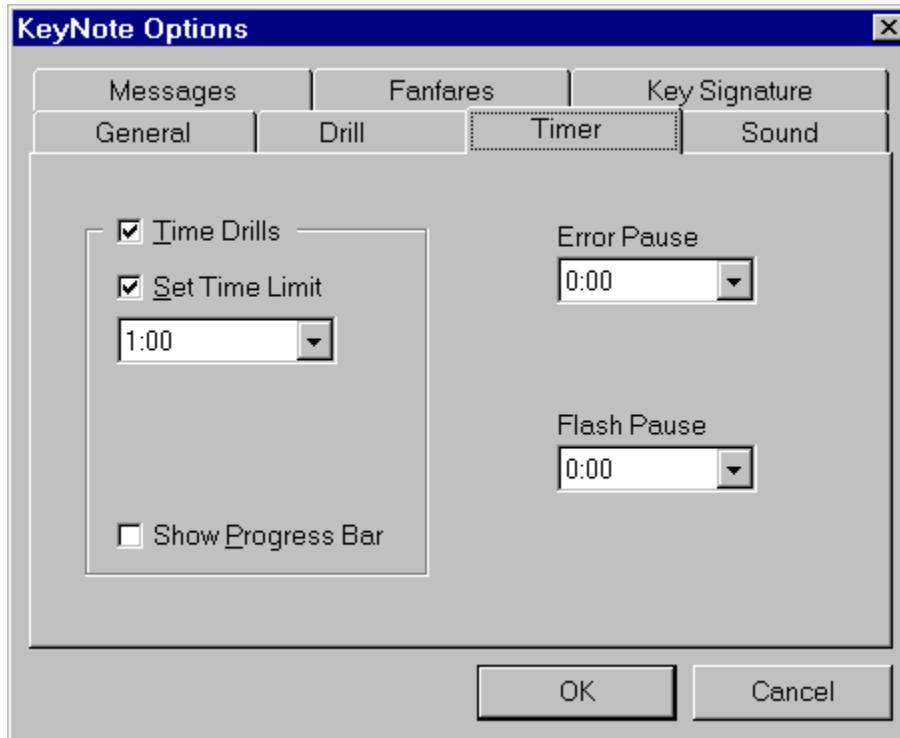 KeyNote Options
Messages Fanfares Key Signature
General Drill Timer Sound
Time Drills
Error Pause
Set Time Limit
0:00
1:00
Flash Pause
0:00
Show Progress Bar
OK Cancel